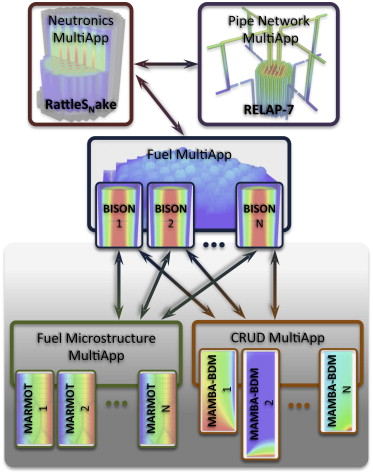 Neutronics
MultiApp
RattleSNake
Pipe Network
MultiApp
RELAP-7
Fuel MultiApp
BISON
1
BISON
2
...
BISON
N
Fuel Microstructure
MultiApp
MARMOT
1
MARMOT
2
...
MARMOT
N
CRUD MultiApp
MAMBA-BDM
1
MAMBA-BDM
2
...
MAMBA-BDM
N